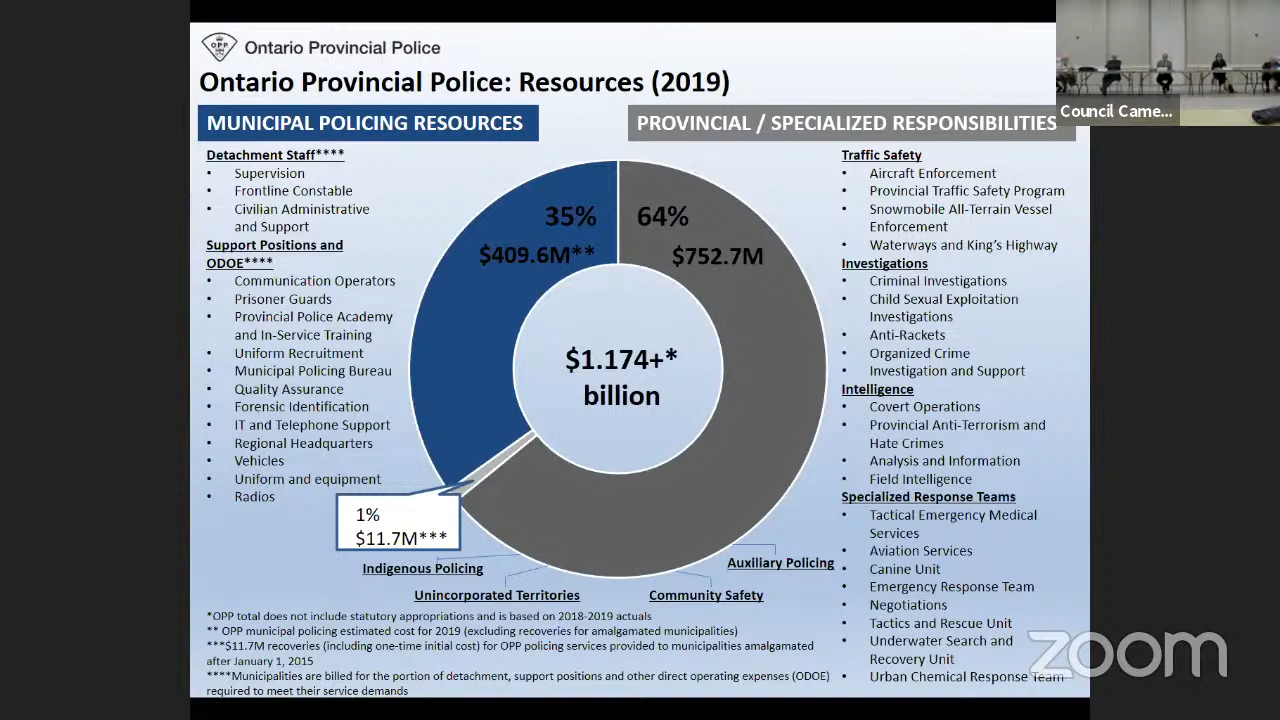 OPP
Ontario Provincial Police
Ontario Provincial Police: Resources (2019)
MUNICIPAL POLICING RESOURCES
PROVINCIAL / SPECIALIZED RESPONSIBILITIES
Council Came...
Detachment Staff****
• Supervision
• Frontline Constable
• Civilian Administrative
and Support
Support Positions and
ODOE****
• Communication Operators
• Prisoner Guards
• Provincial Police Academy
and In-Service Training
• Uniform Recruitment
• Municipal Policing Bureau
• Quality Assurance
• Forensic Identification
• IT and Telephone Support
• Regional Headquarters
• Vehicles
• Uniform and equipment
• Radios
35%
$409.6M**
64%
$752.7M
$1.174+*
billion
1%
$11.7M***
Indigenous Policing
Unincorporated Territories
Community Safety
Auxiliary Policing
Traffic Safety
• Aircraft Enforcement
• Provincial Traffic Safety Program
• Snowmobile All-Terrain Vessel
Enforcement
• Waterways and King's Highway
Investigations
• Criminal Investigations
• Child Sexual Exploitation
Investigations
• Anti-Rackets
• Organized Crime
• Investigation and Support
Intelligence
• Covert Operations
• Provincial Anti-Terrorism and
Hate Crimes
• Analysis and Information
• Field Intelligence
Specialized Response Teams
• Tactical Emergency Medical
Services
• Aviation Services
• Canine Unit
• Emergency Response Team
• Negotiations
• Tactics and Rescue Unit
• Underwater Search and
Recovery Unit
• Urban Chemical Response Team
*OPP total does not include statutory appropriations and is based on 2018-2019 actuals
** OPP municipal policing estimated cost for 2019 (excluding recoveries for amalgamated municipalities)
***$11.7M recoveries (including one-time initial cost) for OPP policing services provided to municipalities amalgamated
after January 1, 2015
****Municipalities are billed for the portion of detachment, support positions and other direct operating expenses (ODOE)
required to meet their service demands
zoom